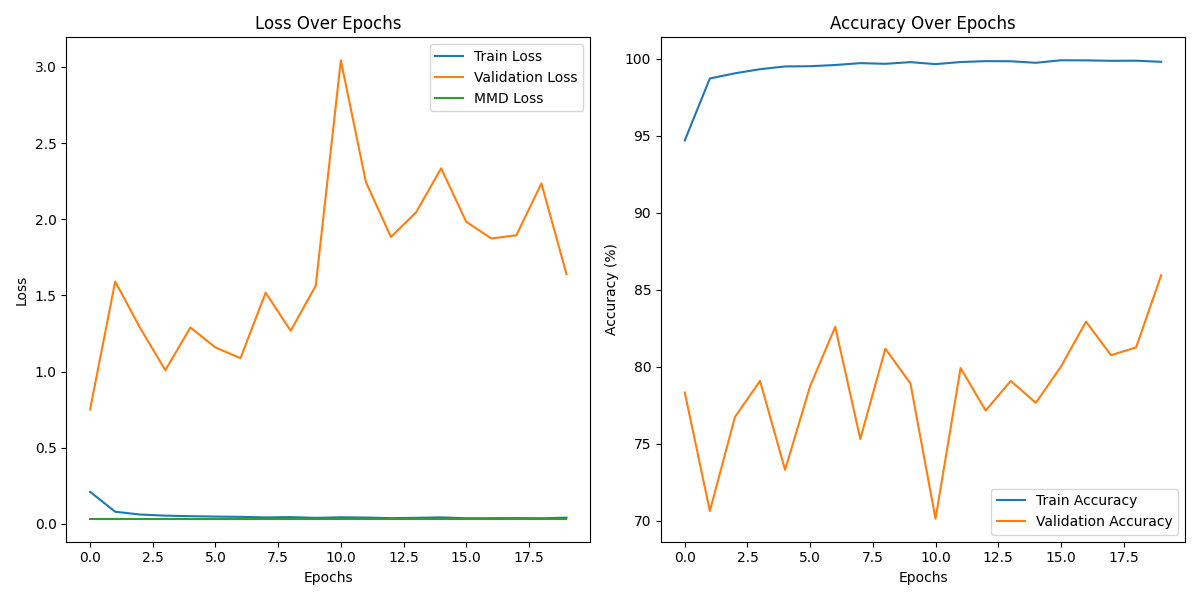 Loss Over Epochs
Train Loss
Validation Loss
MMD Loss
3.0
2.5
2.0
1.5
1.0
0.5
0.0
Loss
0.0 2.5 5.0 7.5 10.0 12.5 15.0 17.5
Epochs
Accuracy Over Epochs
100
95
90
85
80
75
70
Accuracy (%)
Train Accuracy
Validation Accuracy
0.0 2.5 5.0 7.5 10.0 12.5 15.0 17.5
Epochs